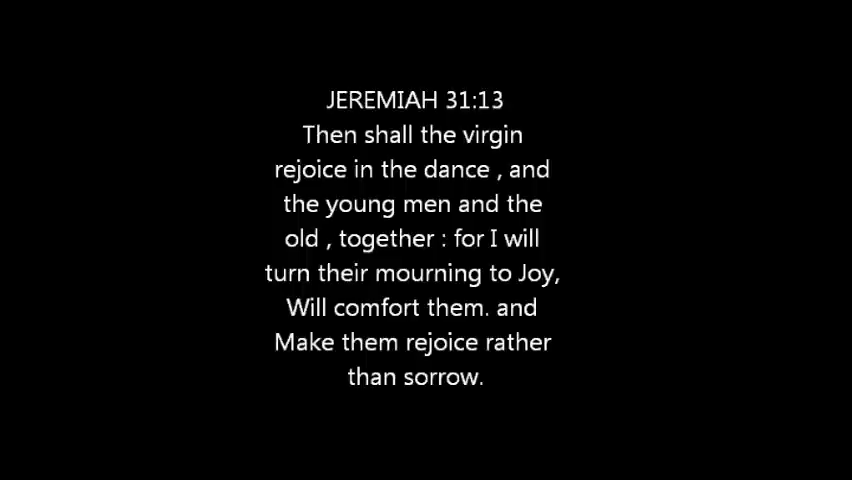 JEREMIAH 31:13
Then shall the virgin
rejoice in the dance , and
the young men and the
old , together : for I will
turn their mourning to Joy,
Will comfort them. and
Make them rejoice rather
than sorrow.